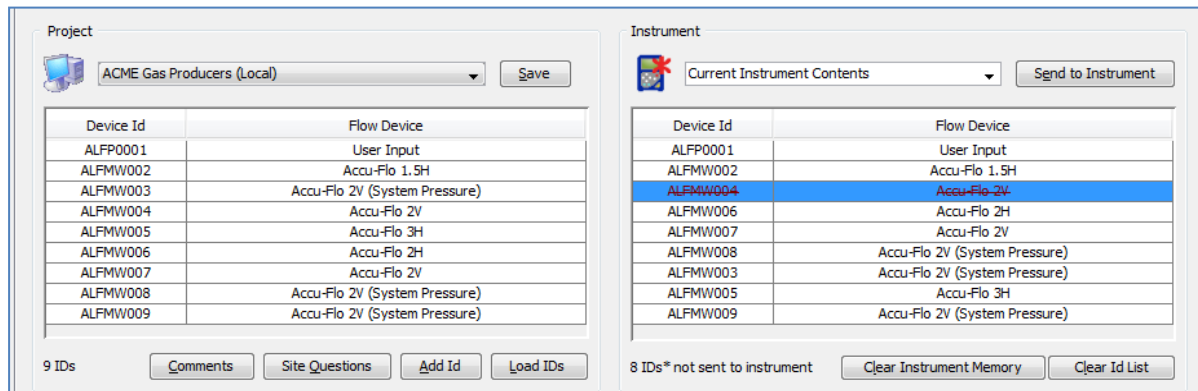 Project
ACME Gas Producers (Local)
Save
Device Id Flow Device
ALFP0001 User Input
ALFMW002 Accu-Flo 1.5H
ALFMW003 Accu-Flo 2V (System Pressure)
ALFMW004 Accu-Flo 2V
ALFMW005 Accu-Flo 3H
ALFMW006 Accu-Flo 2H
ALFMW007 Accu-Flo 2V
ALFMW008 Accu-Flo 2V (System Pressure)
ALFMW009 Accu-Flo 2V (System Pressure)
9 IDs Comments Site Questions Add Id Load IDs
Instrument
Current Instrument Contents
Send to Instrument
Device Id Flow Device
ALFP0001 User Input
ALFMW002 Accu-Flo 1.5H
ALFMW004 Accu-Flo 2V
ALFMW006 Accu-Flo 2H
ALFMW007 Accu-Flo 2V
ALFMW008 Accu-Flo 2V (System Pressure)
ALFMW003 Accu-Flo 2V (System Pressure)
ALFMW005 Accu-Flo 3H
ALFMW009 Accu-Flo 2V (System Pressure)
8 IDs* not sent to instrument Clear Instrument Memory Clear Id List